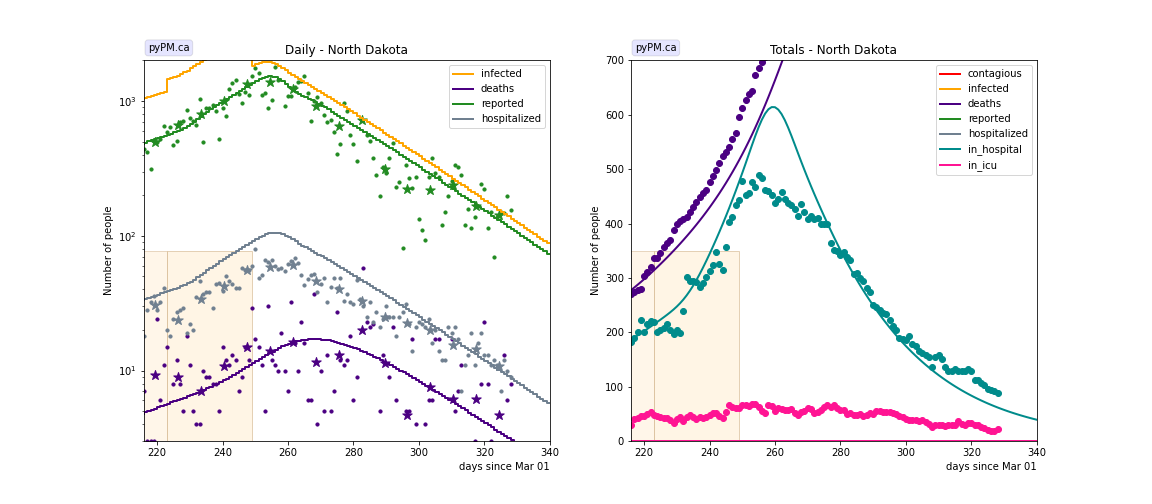 pyPM.ca
Daily - North Dakota
infected
deaths
reported
hospitalized
10³
10²
10¹
Number of people
220 240 260 280 300 320 340
days since Mar 01
pyPM.ca
Totals - North Dakota
contagious
infected
deaths
reported
hospitalized
in_hospital
in_icu
700
600
500
400
300
200
100
0
Number of people
220 240 260 280 300 320 340
days since Mar 01